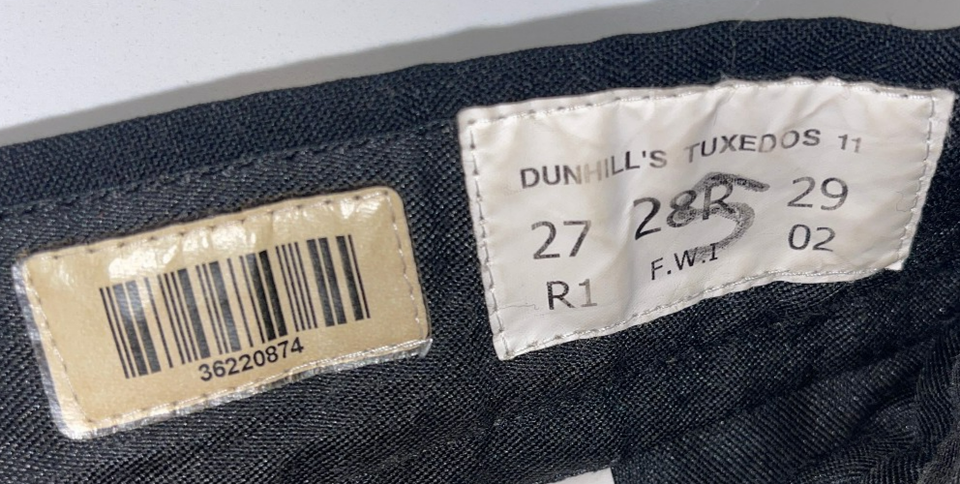 36220874
DUNHILL'S TUXEDOS 11
27 28R 29
R1 F.W.I 02